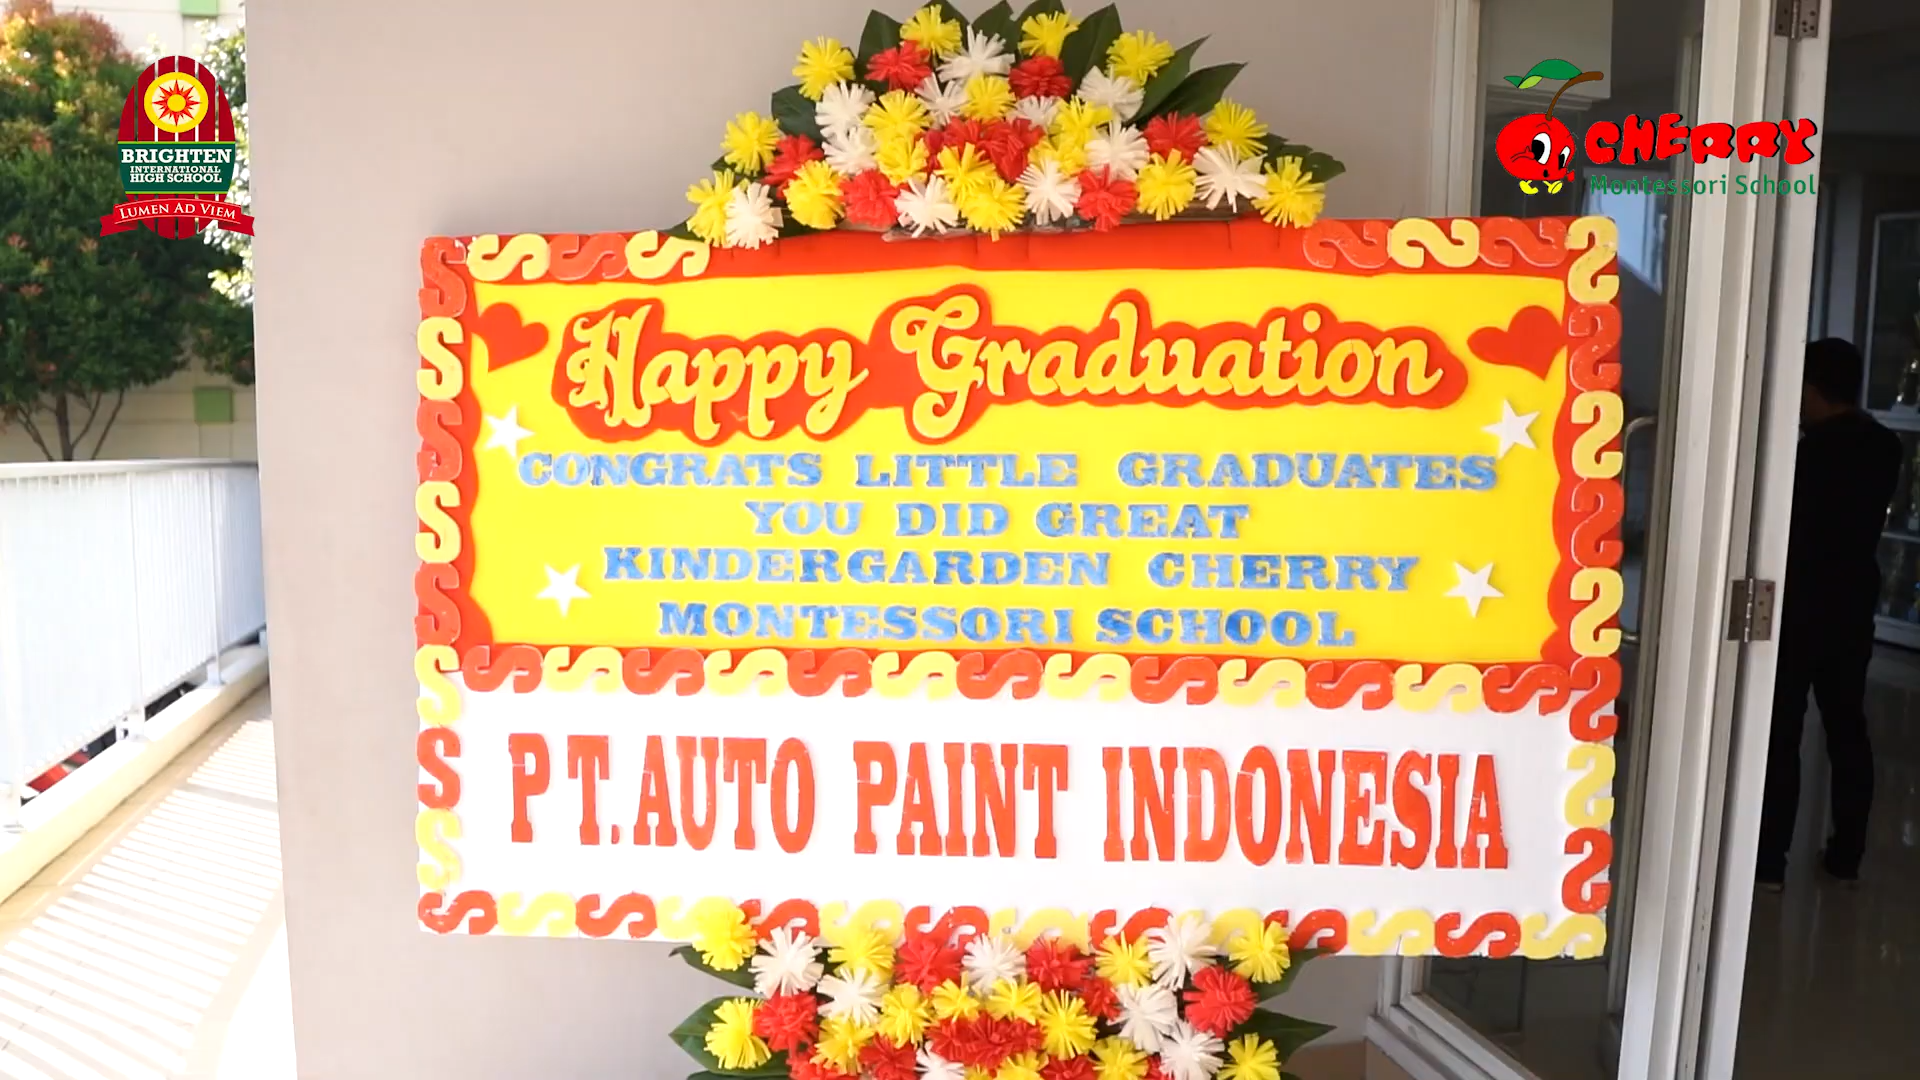 BRIGHTEN
INTERNATIONAL
HIGH SCHOOL
LUMEN AD VIEM
CHERRY
Montessori School
Happy Graduation
CONGRATS LITTLE GRADUATES
YOU DID GREAT
KINDERGARDEN CHERRY
MONTESSORI SCHOOL
PT. AUTO PAINT INDONESIA